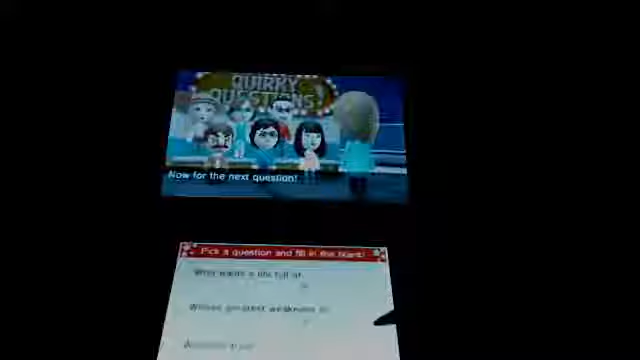 QUIRKY
QUESTIONS!
Now for the next question!
Pick a question and fill in the blank!
Who wants a life full of
Whose greatest weakness is